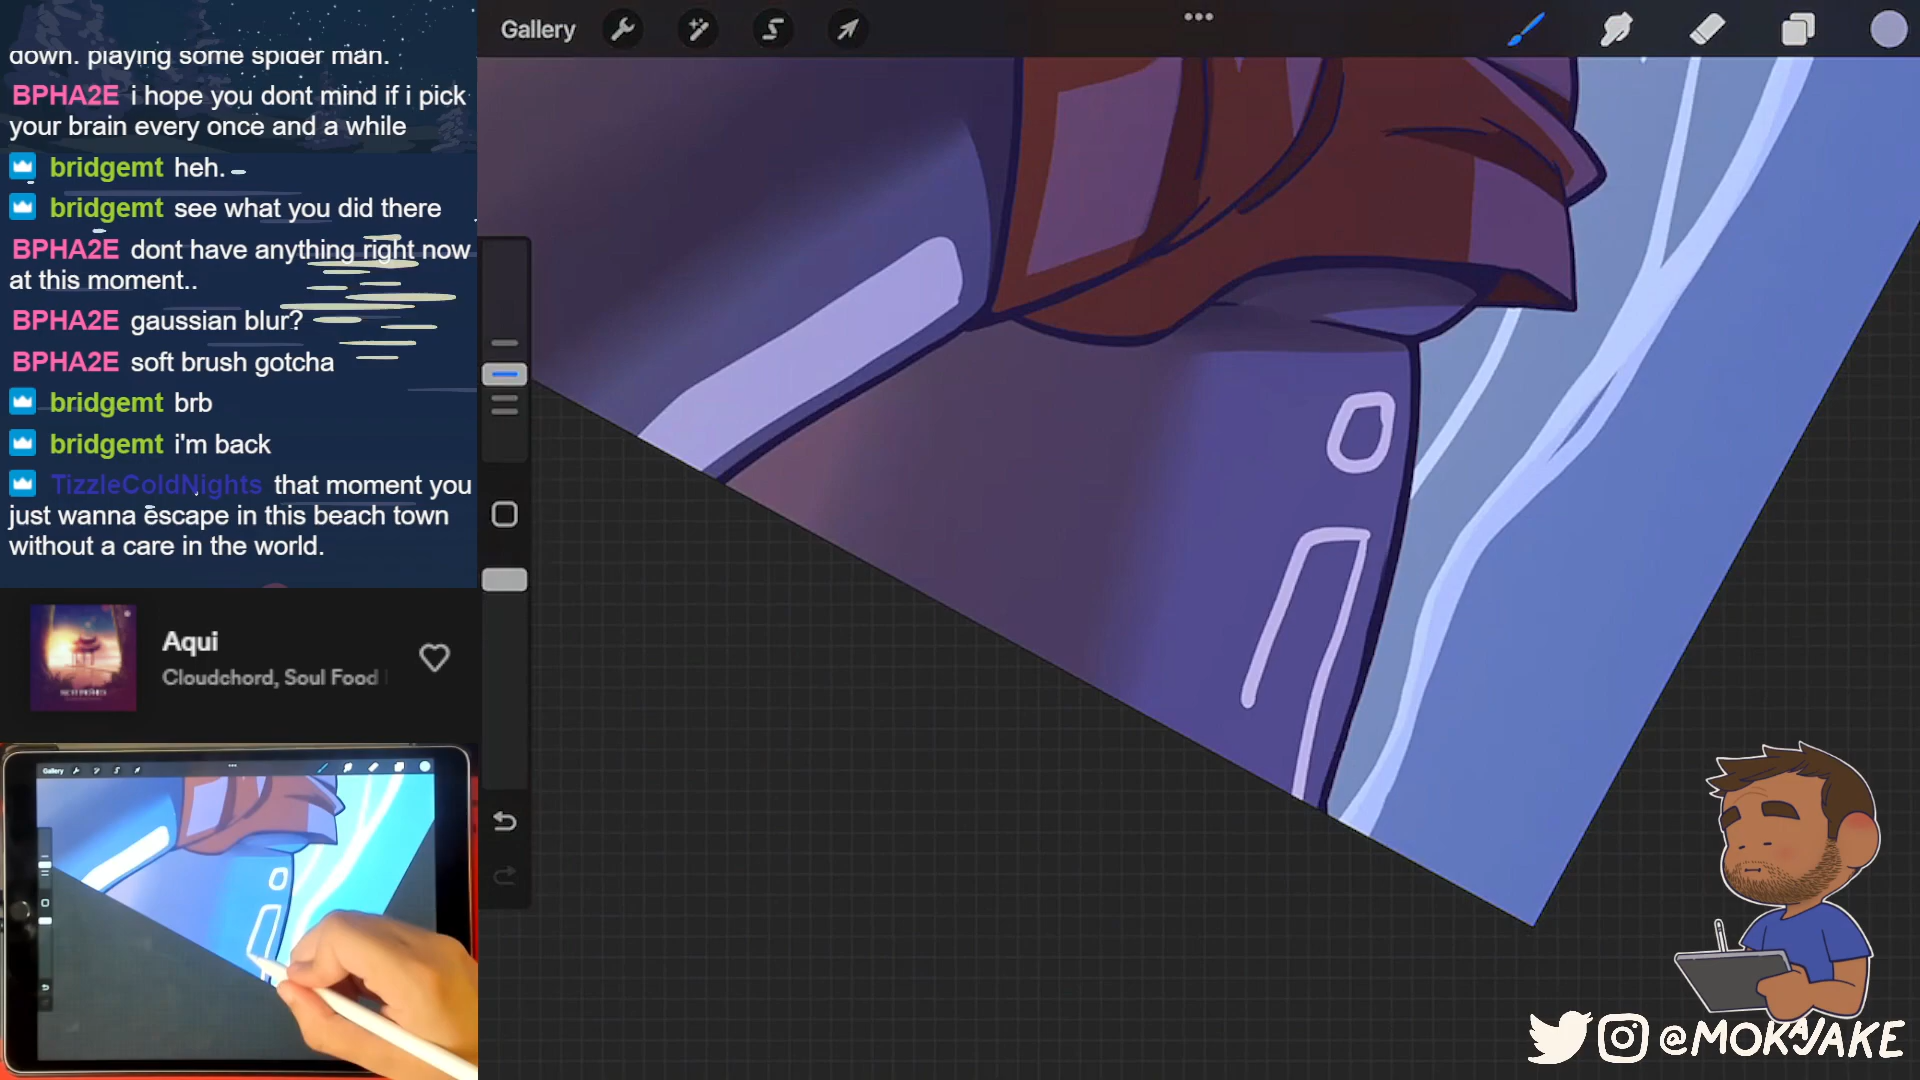 down. playing some spider man.
BPHA2E i hope you dont mind if i pick
your brain every once and a while
bridgemt heh.
bridgemt see what you did there
BPHA2E dont have anything right now
at this moment..
BPHA2E gaussian blur?
BPHA2E soft brush gotcha
bridgemt brb
bridgemt i'm back
TizzleColdNights that moment you
just wanna escape in this beach town
without a care in the world.
Aqui
Cloudchord, Soul Food
Gallery
Gallery
@MOKAJAKE